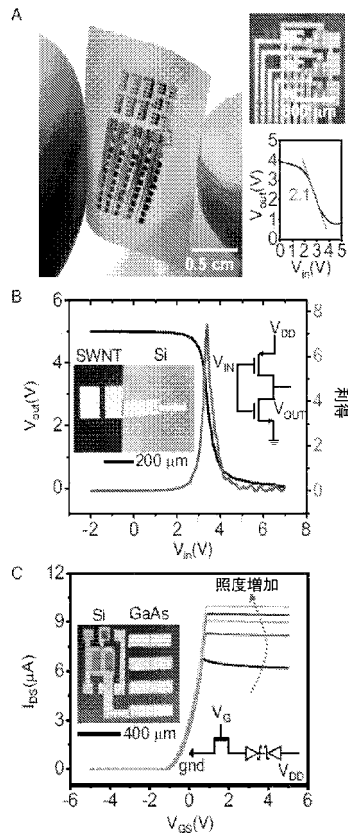 A
0.5 cm
5
4
3
2
1
0
V_out(V)
2.1
0 1 2 3 4 5
V_in(V)
B
6
4
2
0
V_out(V)
SWNT Si
200 μm
V_DD
V_IN
V_OUT
8
6
4
2
0
利得
-2 0 2 4 6 8
V_in(V)
C
12
9
6
3
0
I_DS(μA)
照度増加
Si GaAs
400 μm
V_G
gnd
V_DD
-6 -4 -2 0 2 4 6
V_GS(V)